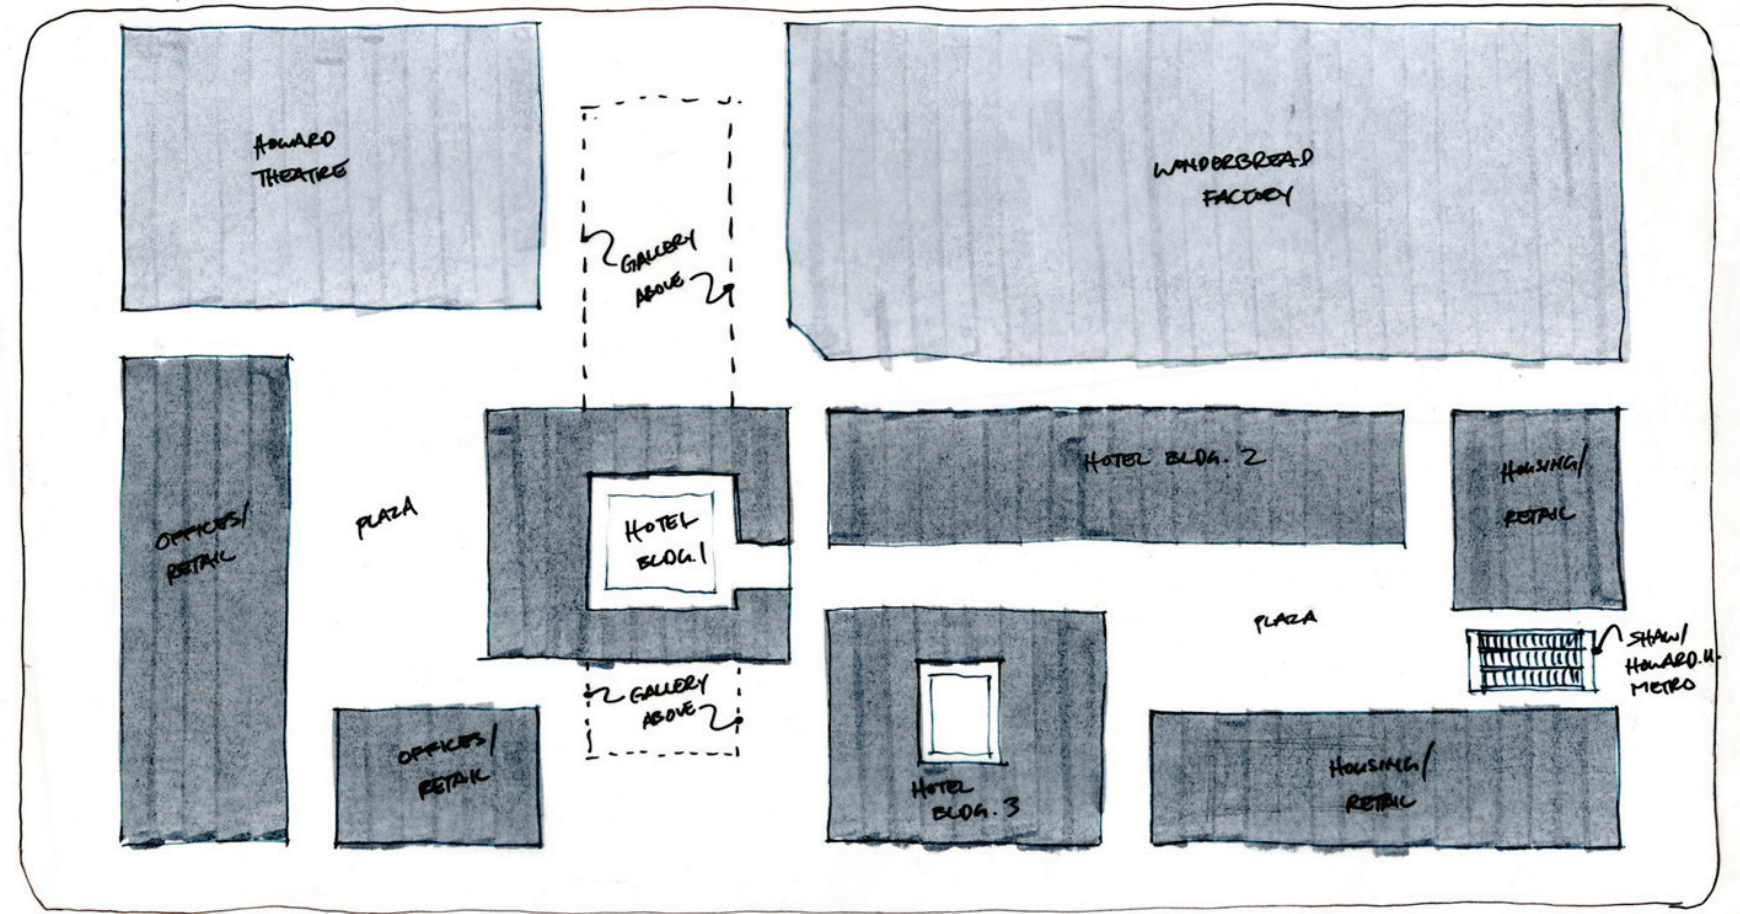 HOWARD
THEATRE
WONDERBREAD
FACTORY
GALLERY
ABOVE
OFFICES/
RETAIL
PLAZA
HOTEL
BLDG. 1
HOTEL BLDG. 2
HOUSING/
RETAIL
PLAZA
SHAW/
HOWARD.U.
METRO
GALLERY
ABOVE
OFFICES/
RETAIL
HOTEL
BLDG. 3
HOUSING/
RETAIL